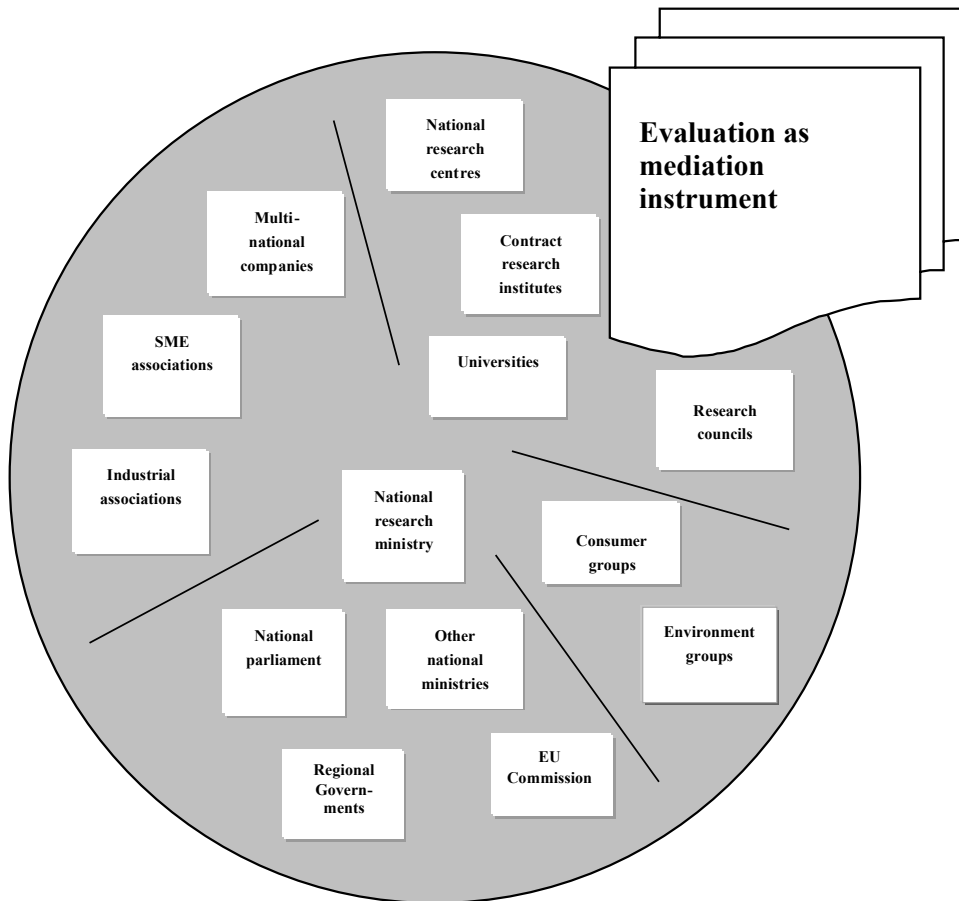 Evaluation as
mediation
instrument
National
research
centres
Multi-
national
companies
Contract
research
institutes
SME
associations
Universities
Research
councils
Industrial
associations
National
research
ministry
Consumer
groups
National
parliament
Other
national
ministries
Environment
groups
Regional
Govern-
ments
EU
Commission